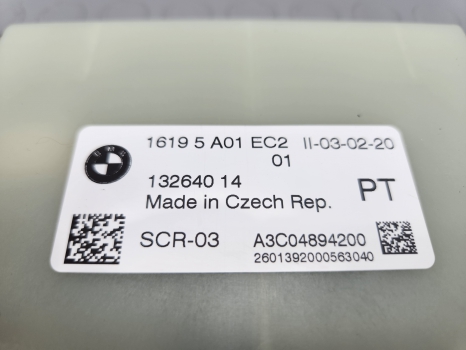 BMW
1619 5 A01 EC2 II-03-02-20
01
132640 14
Made in Czech Rep. PT
SCR-03 A3C04894200
2601392000563040